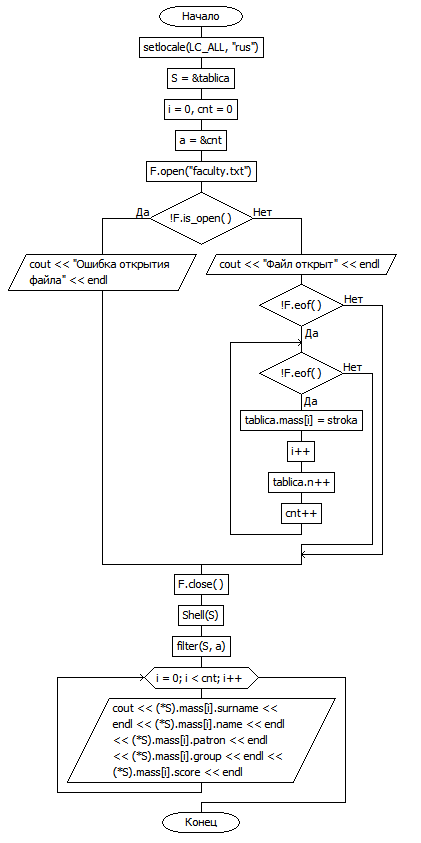 Начало
setlocale(LC_ALL, "rus")
S = &tablica
i = 0, cnt = 0
a = &cnt
F.open("faculty.txt")
!F.is_open()
Да
Нет
cout << "Ошибка открытия
файла" << endl
cout << "Файл открыт" << endl
!F.eof()
Нет
Да
!F.eof()
Нет
Да
tablica.mass[i] = stroka
i++
tablica.n++
cnt++
F.close()
Shell(S)
filter(S, a)
i = 0; i < cnt; i++
cout << (*S).mass[i].surname <<
endl << (*S).mass[i].name << endl
<< (*S).mass[i].patron << endl
<< (*S).mass[i].group << endl <<
(*S).mass[i].score << endl
Конец